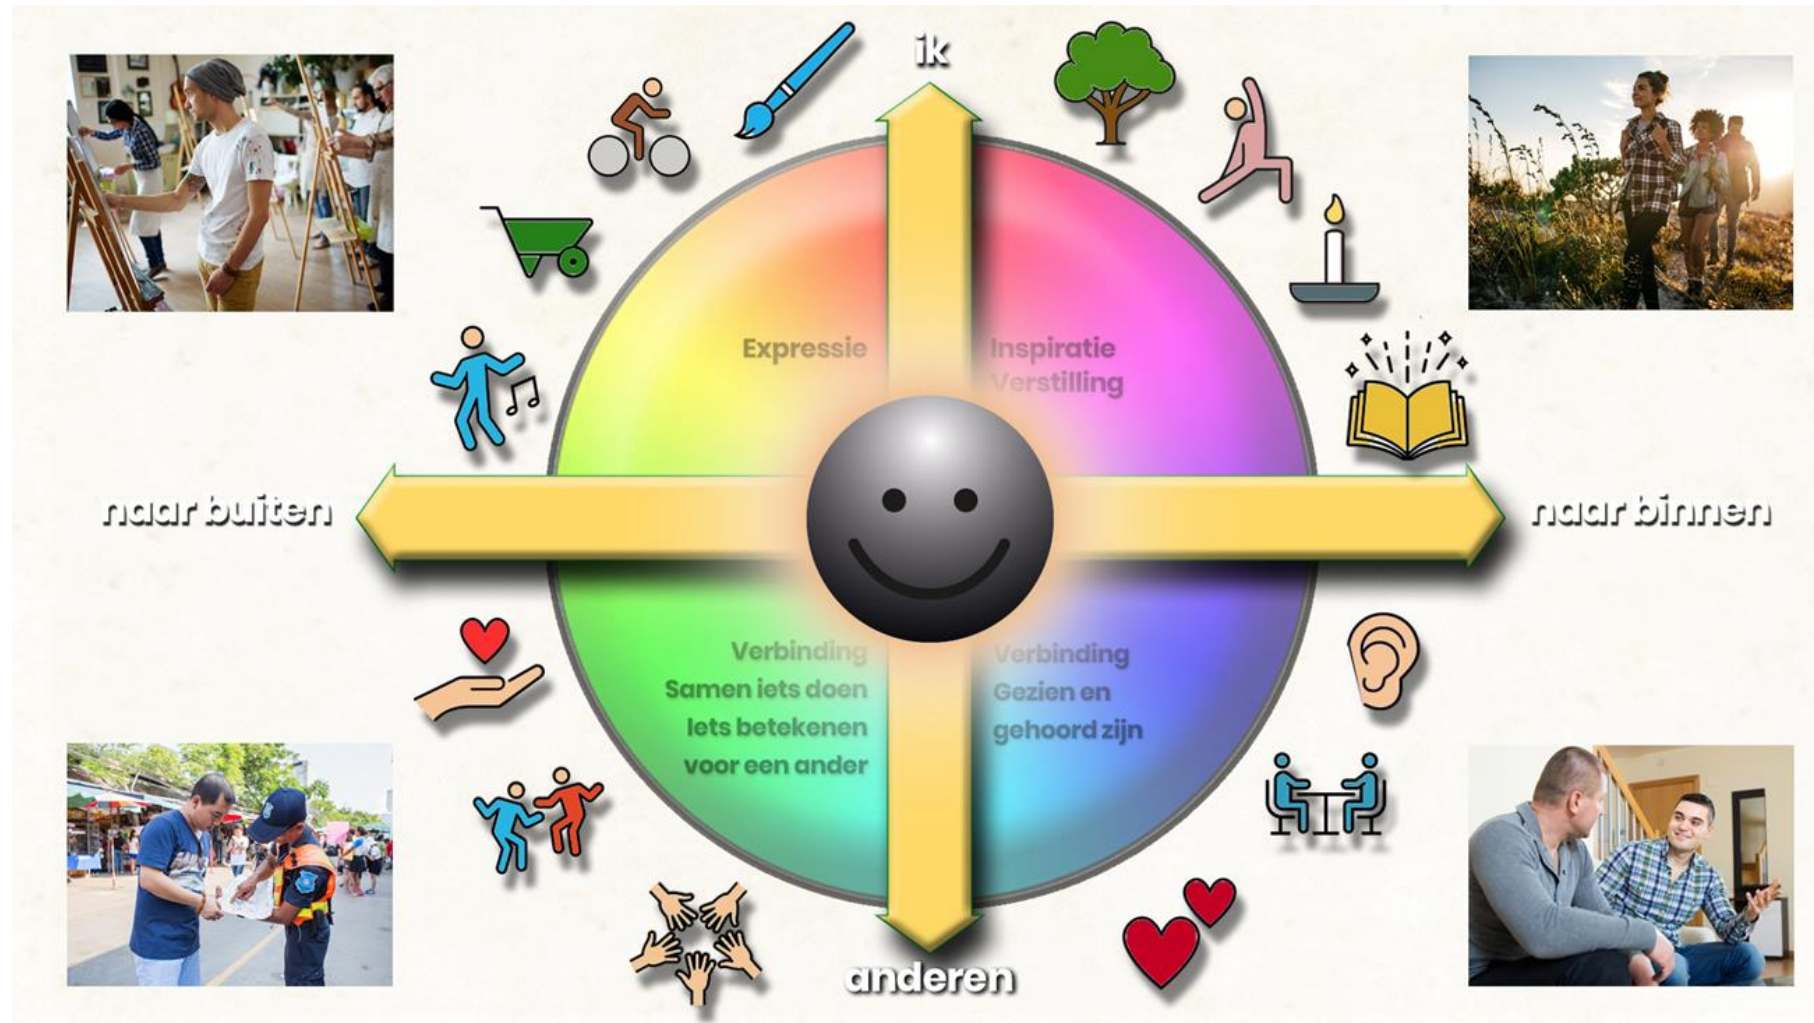 ik
Expressie
Inspiratie
Verstilling
naar buiten
naar binnen
Verbinding
Samen iets doen
Iets betekenen
voor een ander
Verbinding
Gezien en
gehoord zijn
anderen